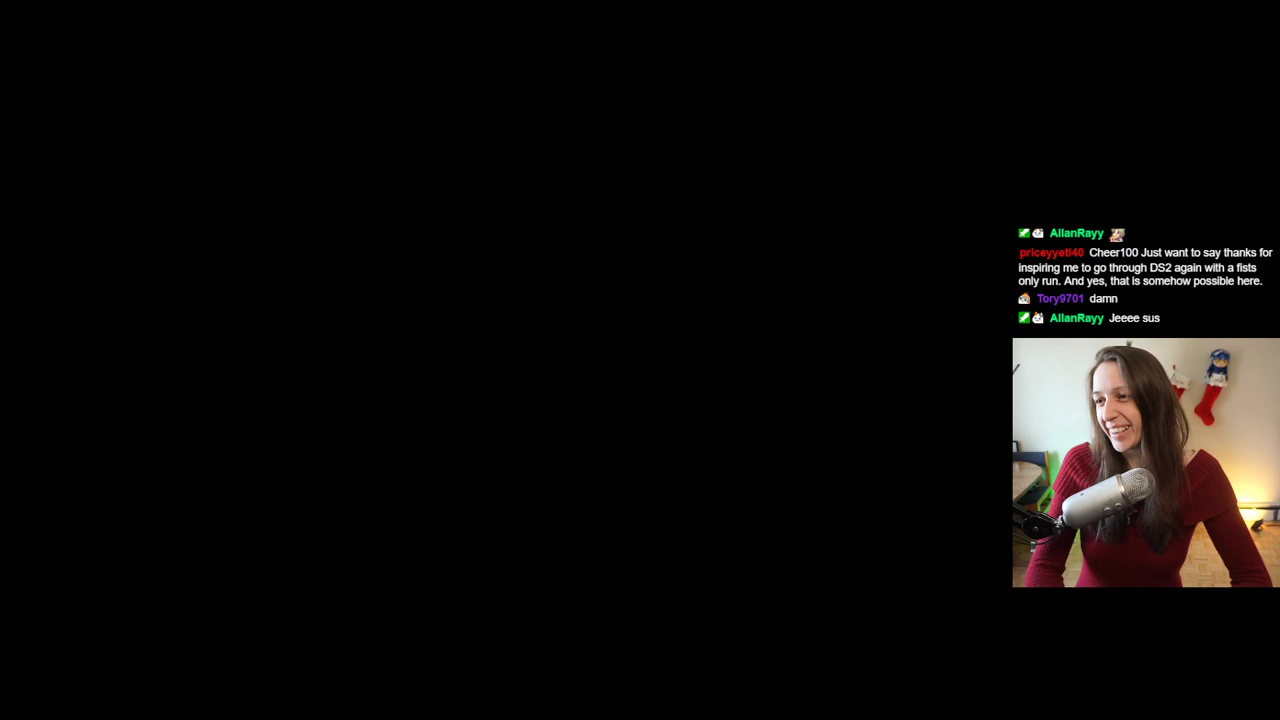 AllanRayy
priceyyeti40 Cheer100 Just want to say thanks for
inspiring me to go through DS2 again with a fists
only run. And yes, that is somehow possible here.
Tory9701 damn
AllanRayy Jeeee sus